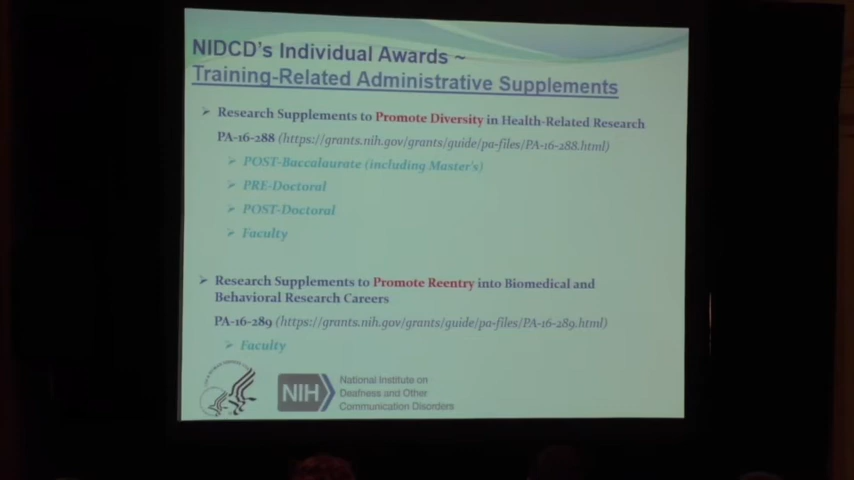 NIDCD's Individual Awards ~
Training-Related Administrative Supplements
Research Supplements to Promote Diversity in Health-Related Research
PA-16-288 (https://grants.nih.gov/grants/guide/pa-files/PA-16-288.html)
POST-Baccalaurate (including Master's)
PRE-Doctoral
POST-Doctoral
Faculty
Research Supplements to Promote Reentry into Biomedical and
Behavioral Research Careers
PA-16-289 (https://grants.nih.gov/grants/guide/pa-files/PA-16-289.html)
Faculty
NIH
National Institute on
Deafness and Other
Communication Disorders